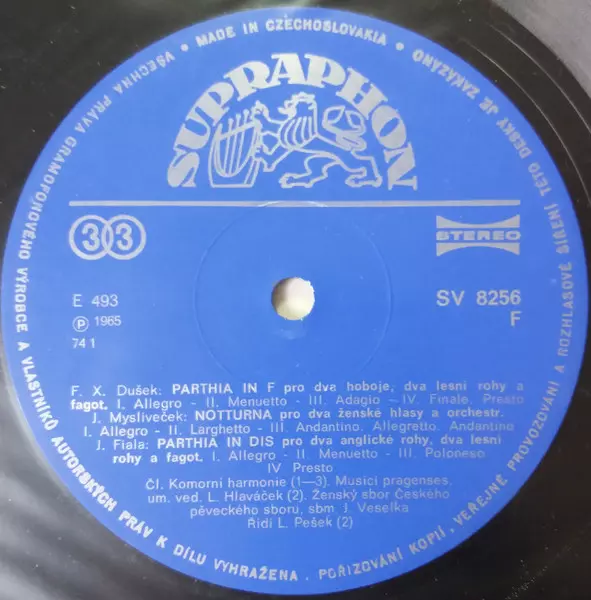 VŠECHNA PRÁVA GRAMOFONOVÉHO VÝROBCE A VLASTNÍKŮ AUTORSKÝCH PRÁV K DÍLU VYHRAŽENA · POŘIZOVÁNÍ KOPIÍ, VEŘEJNÉ PROVOZOVÁNÍ A ROZHLASOVÉ ŠÍŘENÍ TÉTO DESKY JE ZAKÁZÁNO · MADE IN CZECHOSLOVAKIA ·
SUPRAPHON
33
STEREO
E 493
SV 8256
F
Ⓟ 1965
74 1
F. X. Dušek: PARTHIA IN F pro dva hoboje, dva lesní rohy a
fagot. I. Allegro - II. Menuetto - III. Adagio - IV. Finale. Presto
J. Mysliveček: NOTTURNA pro dva ženské hlasy a orchestr.
I. Allegro - II. Larghetto - III. Andantino. Allegretto. Andantino
J. Fiala: PARTHIA IN DIS pro dva anglické rohy, dva lesní
rohy a fagot. I. Allegro - II. Menuetto - III. Poloneso
IV Presto
Čl. Komorní harmonie (1—3). Musici pragenses,
um. ved. L. Hlaváček (2). Ženský sbor Českeho
pěveckého sboru, sbm J. Veselka
Řídí L. Pešek (2)